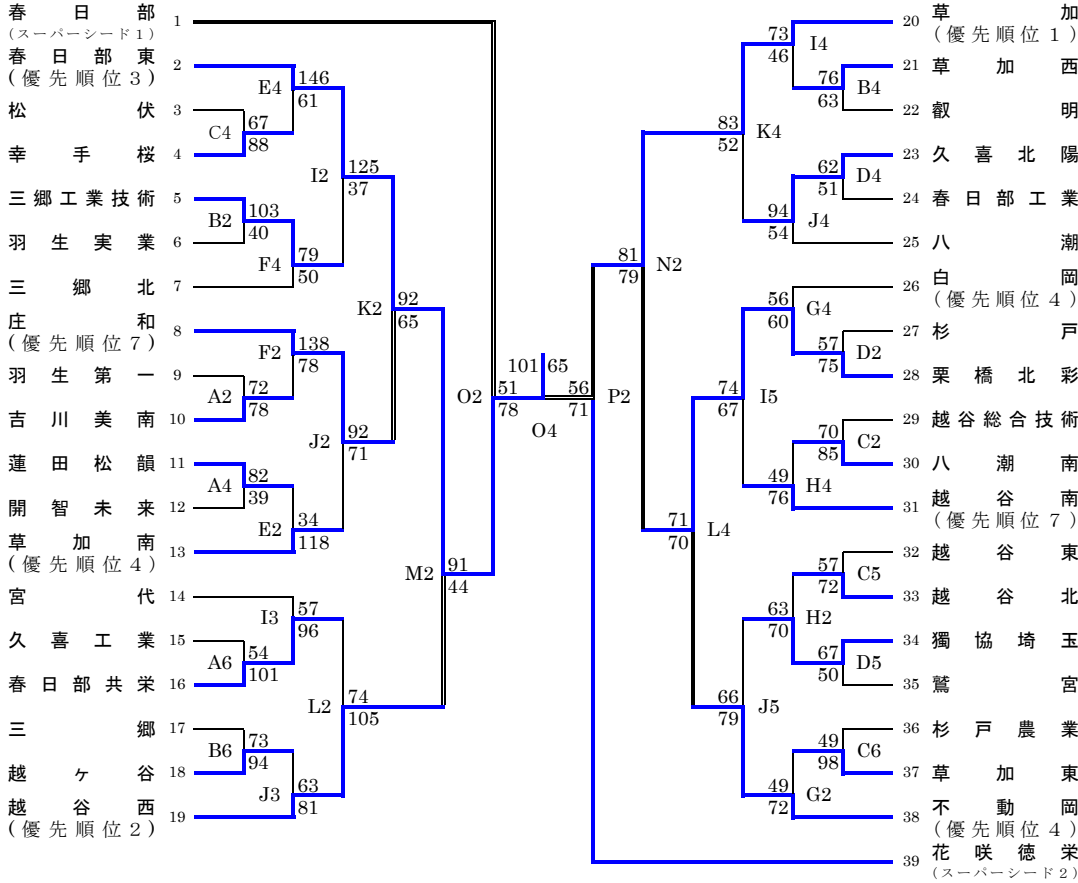 春日部 1
(スーパーシード1)
春日部東 2
(優先順位3)
松伏 3
幸手桜 4
三郷工業技術 5
羽生実業 6
三郷北 7
庄和 8
(優先順位7)
羽生第一 9
吉川美南 10
蓮田松韻 11
開智未来 12
草加南 13
(優先順位4)
宮代 14
久喜工業 15
春日部共栄 16
三郷 17
越ヶ谷 18
越谷西 19
(優先順位2)
E4 146 61
C4 67 88
I2 125 37
B2 103 40
F4 79 50
K2 92 65
F2 138 78
A2 72 78
J2 92 71
A4 82 39
E2 34 118
M2 91 44
I3 57 96
A6 54 101
L2 74 105
B6 73 94
J3 63 81
O2 51 78
101 65
O4
56 71 P2
81 79 N2
73 46 I4
76 63 B4
83 52 K4
62 51 D4
94 54 J4
56 60 G4
57 75 D2
74 67 I5
70 85 C2
49 76 H4
71 70 L4
57 72 C5
63 70 H2
67 50 D5
66 79 J5
49 98 C6
49 72 G2
20 草加
(優先順位1)
21 草加西
22 叡明
23 久喜北陽
24 春日部工業
25 八潮
26 白岡
(優先順位4)
27 杉戸
28 栗橋北彩
29 越谷総合技術
30 八潮南
31 越谷南
(優先順位7)
32 越谷東
33 越谷北
34 獨協埼玉
35 鷲宮
36 杉戸農業
37 草加東
38 不動岡
(優先順位4)
39 花咲徳栄
(スーパーシード2)